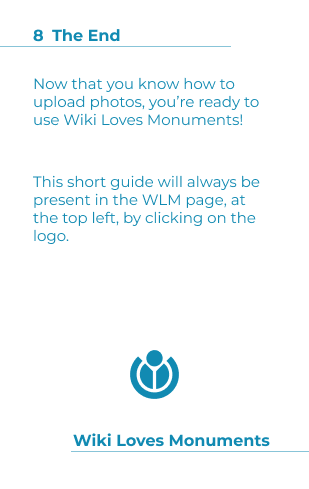 8 The End
Now that you know how to
upload photos, you’re ready to
use Wiki Loves Monuments!
This short guide will always be
present in the WLM page, at
the top left, by clicking on the
logo.
Wiki Loves Monuments